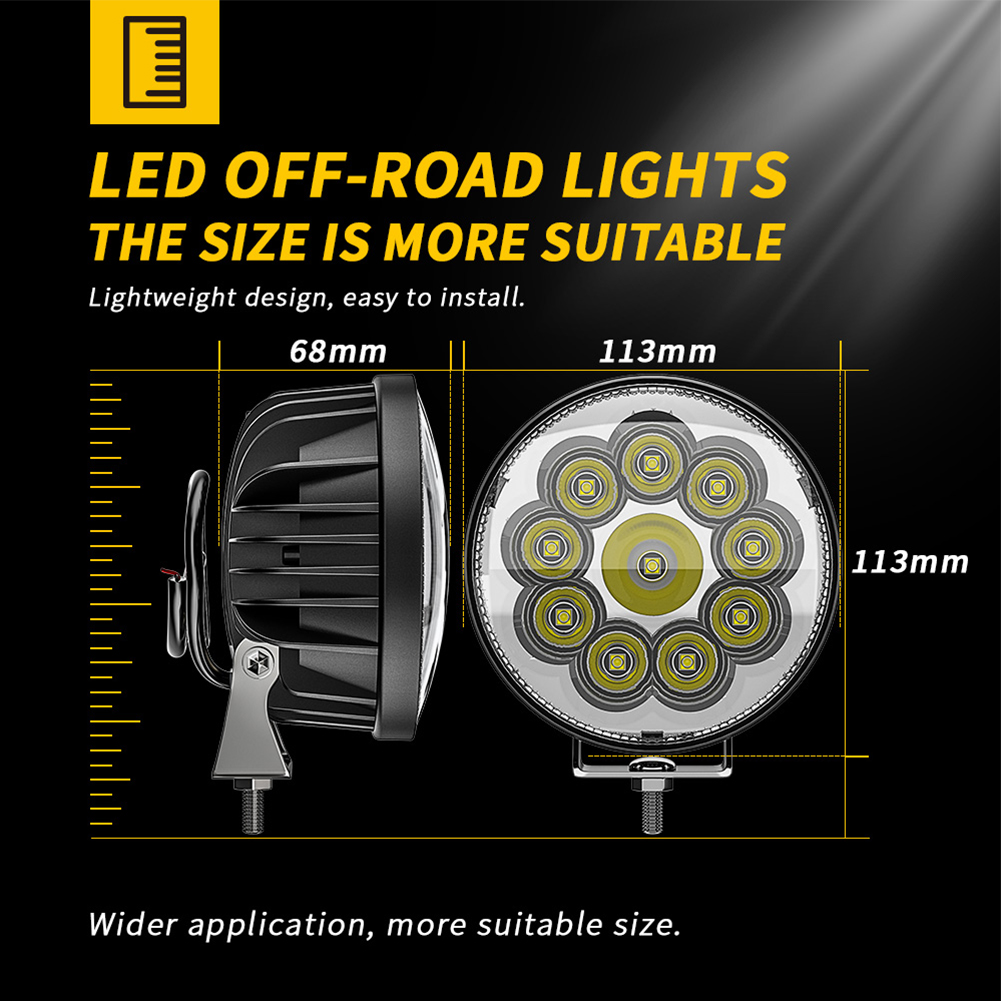 LED OFF-ROAD LIGHTS
THE SIZE IS MORE SUITABLE
Lightweight design, easy to install.
68mm
113mm
113mm
Wider application, more suitable size.